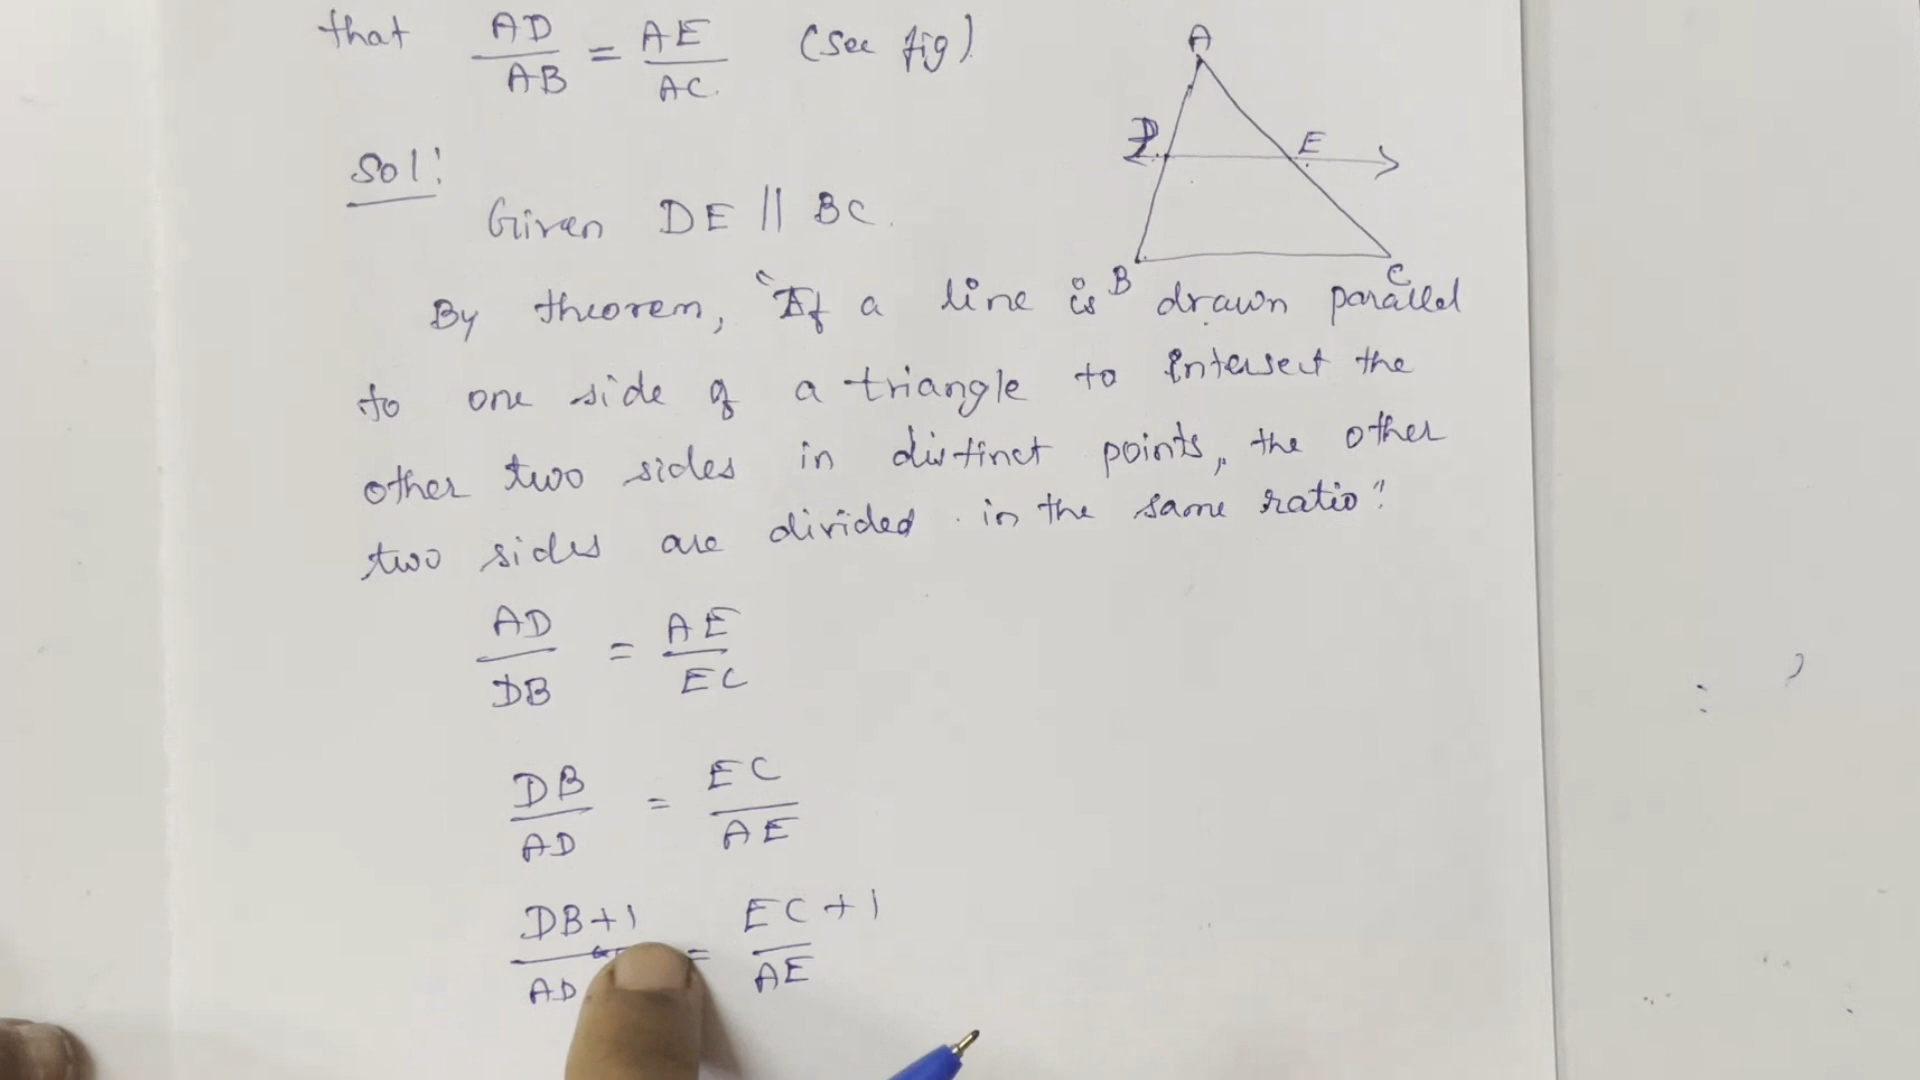 that AD/AB = AE/AC. (see fig)
A
D
E
B
C
Sol:
Given DE || BC.
By theorem, "If a line is drawn parallel
to one side of a triangle to intersect the
other two sides in distinct points, the other
two sides are divided in the same ratio"
AD/DB = AE/EC
DB/AD = EC/AE
DB+1/AD = EC+1/AE